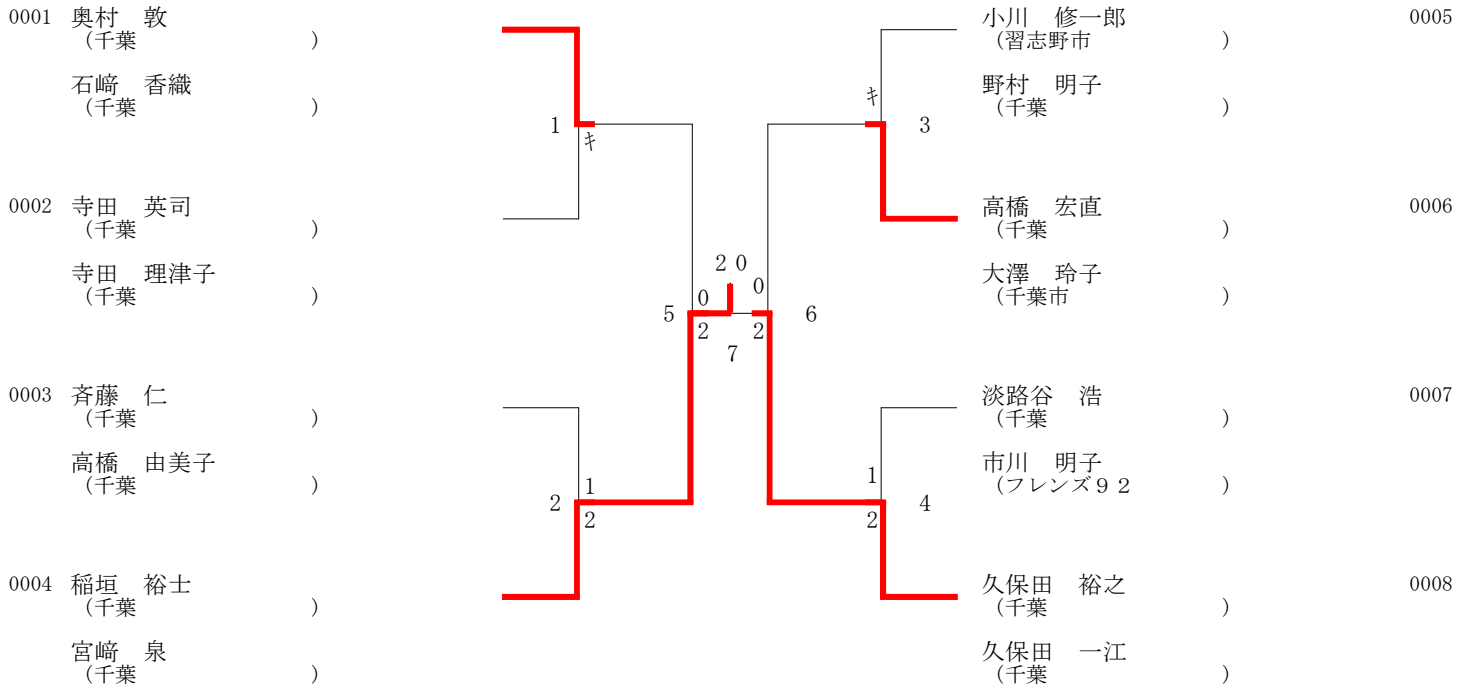 0001 奥村 敦
(千葉 )
石﨑 香織
(千葉 )
1
ｷ
0002 寺田 英司
(千葉 )
寺田 理津子
(千葉 )
5
0
2
0003 斉藤 仁
(千葉 )
高橋 由美子
(千葉 )
2
1
2
0004 稲垣 裕士
(千葉 )
宮﨑 泉
(千葉 )
2 0
7
小川 修一郎 0005
(習志野市 )
野村 明子
(千葉 )
ｷ
3
高橋 宏直 0006
(千葉 )
大澤 玲子
(千葉市 )
0
2
6
淡路谷 浩 0007
(千葉 )
市川 明子
(フレンズ９２ )
1
2
4
久保田 裕之 0008
(千葉 )
久保田 一江
(千葉 )